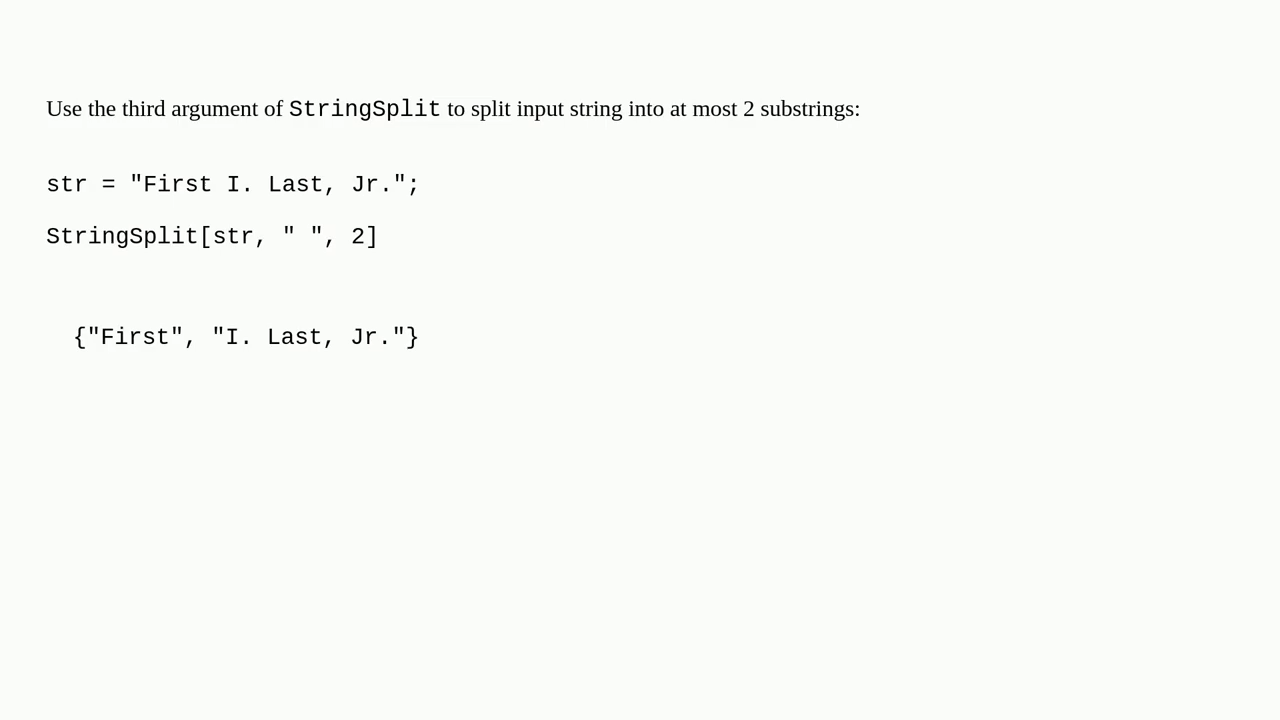 Use the third argument of StringSplit to split input string into at most 2 substrings:
str = "First I. Last, Jr.";
StringSplit[str, " ", 2]
{"First", "I. Last, Jr."}